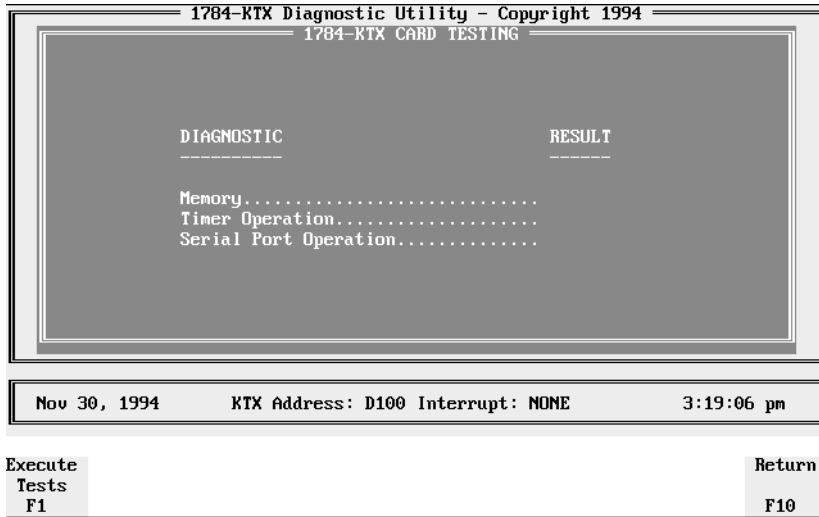 1784-KTX Diagnostic Utility - Copyright 1994
1784-KTX CARD TESTING
DIAGNOSTIC RESULT
---------- ------
Memory.............................
Timer Operation....................
Serial Port Operation..............
Nov 30, 1994 KTX Address: D100 Interrupt: NONE 3:19:06 pm
Execute Return
Tests
F1 F10